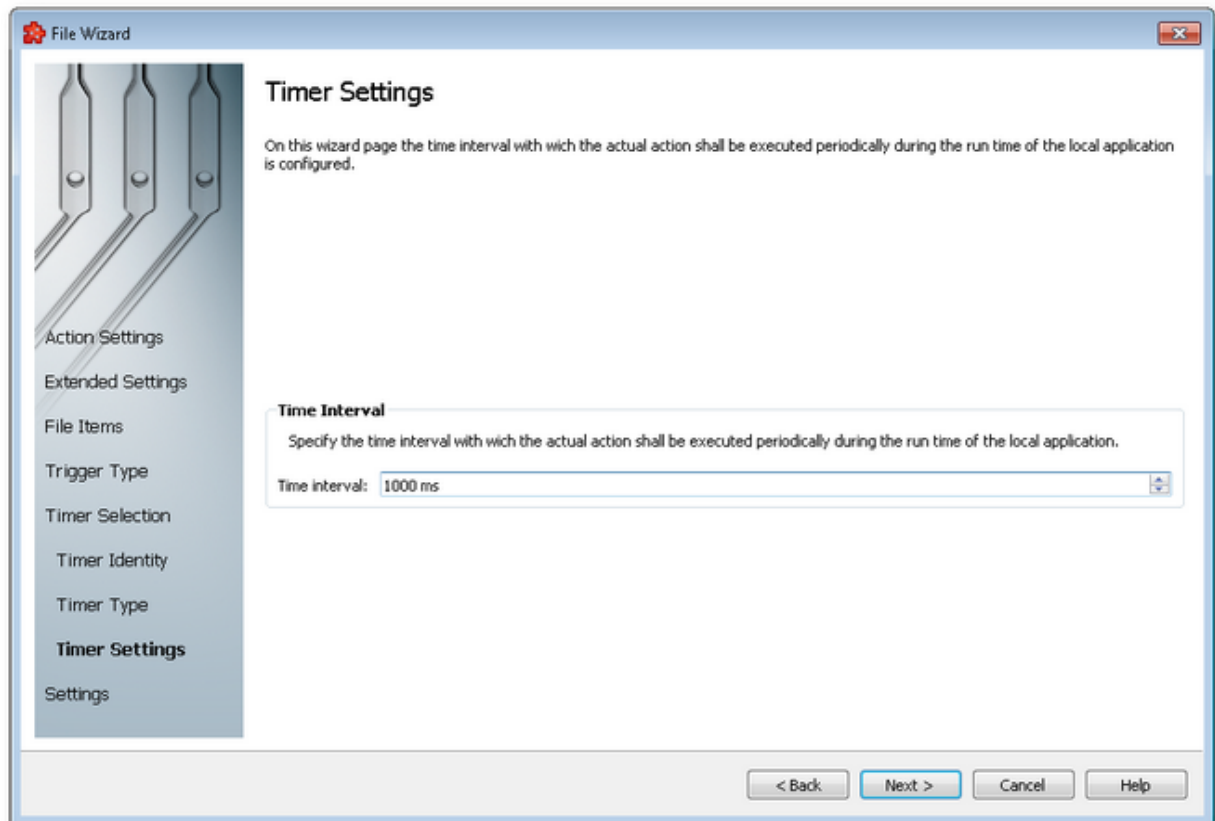 File Wizard
Timer Settings
On this wizard page the time interval with wich the actual action shall be executed periodically during the run time of the local application
is configured.
Action Settings
Extended Settings
File Items
Trigger Type
Timer Selection
Timer Identity
Timer Type
Timer Settings
Settings
Time Interval
Specify the time interval with wich the actual action shall be executed periodically during the run time of the local application.
Time interval: 1000 ms
< Back Next > Cancel Help